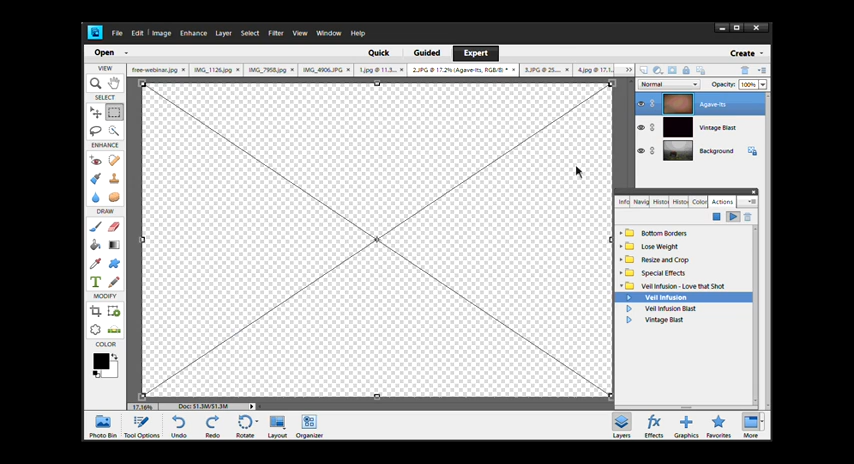 File Edit Image Enhance Layer Select Filter View Window Help
Open Quick Guided Expert Create
VIEW free-webinar.jpg × IMG_1126.jpg × IMG_7958.jpg × IMG_4906.JPG × 1.jpg @ 11.3... × 2.JPG @ 17.2% (Agave-lts, RGB/8) * × 3.JPG @ 25.... × 4.jpg @ 17.1... »
Normal Opacity: 100%
SELECT
Agave-lts
Vintage Blast
ENHANCE
Background
Info Navig Histo Histo Color Actions
DRAW
Bottom Borders
Lose Weight
Resize and Crop
Special Effects
Veil Infusion - Love that Shot
MODIFY
Veil Infusion
Veil Infusion Blast
Vintage Blast
COLOR
17.16% Doc: 51.3M/51.3M
Photo Bin Tool Options Undo Redo Rotate Layout Organizer Layers Effects Graphics Favorites More